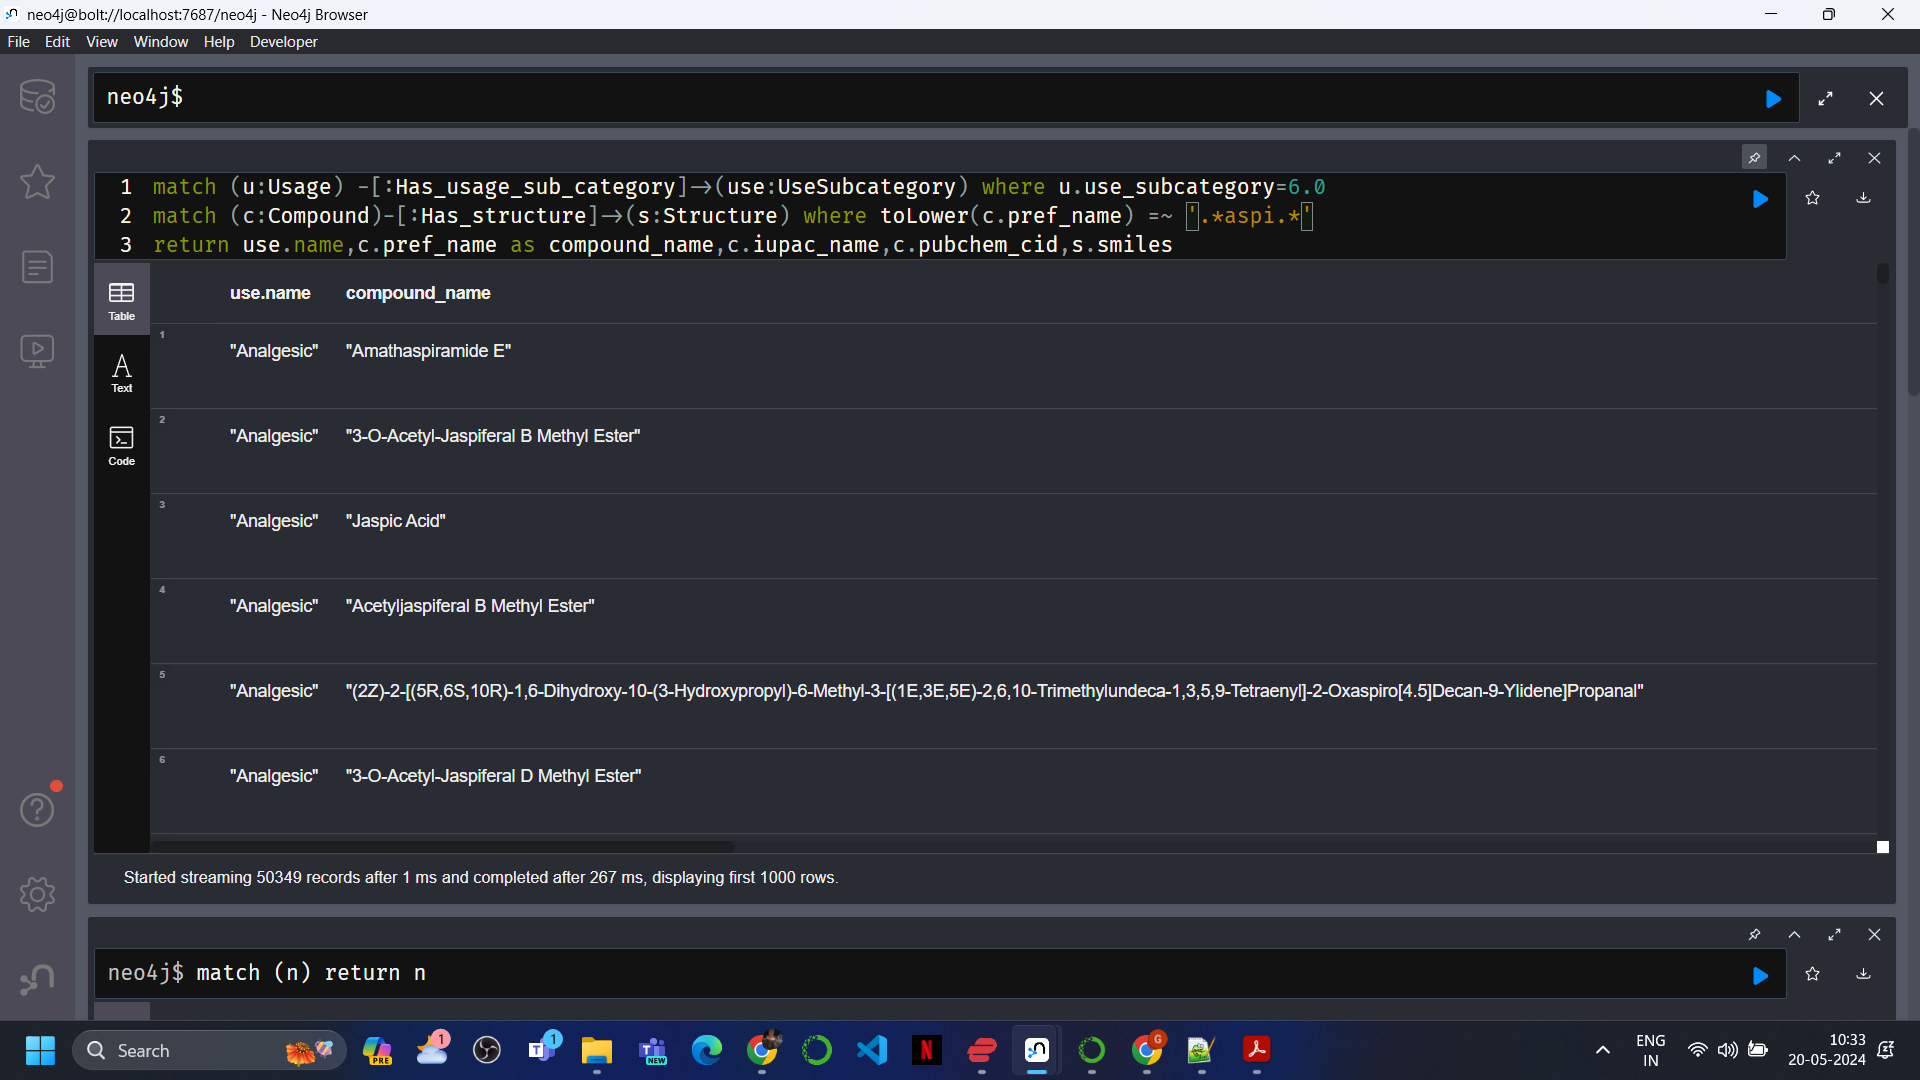 neo4j@bolt://localhost:7687/neo4j - Neo4j Browser
File Edit View Window Help Developer
neo4j$
1 match (u:Usage) -[:Has_usage_sub_category]->(use:UseSubcategory) where u.use_subcategory=6.0
2 match (c:Compound)-[:Has_structure]->(s:Structure) where toLower(c.pref_name) =~ '.*aspi.*'
3 return use.name,c.pref_name as compound_name,c.iupac_name,c.pubchem_cid,s.smiles
Table
Text
Code
use.name compound_name
1 "Analgesic" "Amathaspiramide E"
2 "Analgesic" "3-O-Acetyl-Jaspiferal B Methyl Ester"
3 "Analgesic" "Jaspic Acid"
4 "Analgesic" "Acetyljaspiferal B Methyl Ester"
5 "Analgesic" "(2Z)-2-[(5R,6S,10R)-1,6-Dihydroxy-10-(3-Hydroxypropyl)-6-Methyl-3-[(1E,3E,5E)-2,6,10-Trimethylundeca-1,3,5,9-Tetraenyl]-2-Oxaspiro[4.5]Decan-9-Ylidene]Propanal"
6 "Analgesic" "3-O-Acetyl-Jaspiferal D Methyl Ester"
Started streaming 50349 records after 1 ms and completed after 267 ms, displaying first 1000 rows.
neo4j$ match (n) return n
Search
PRE
1
1
T
NEW
N
G
ENG
IN
10:33
20-05-2024